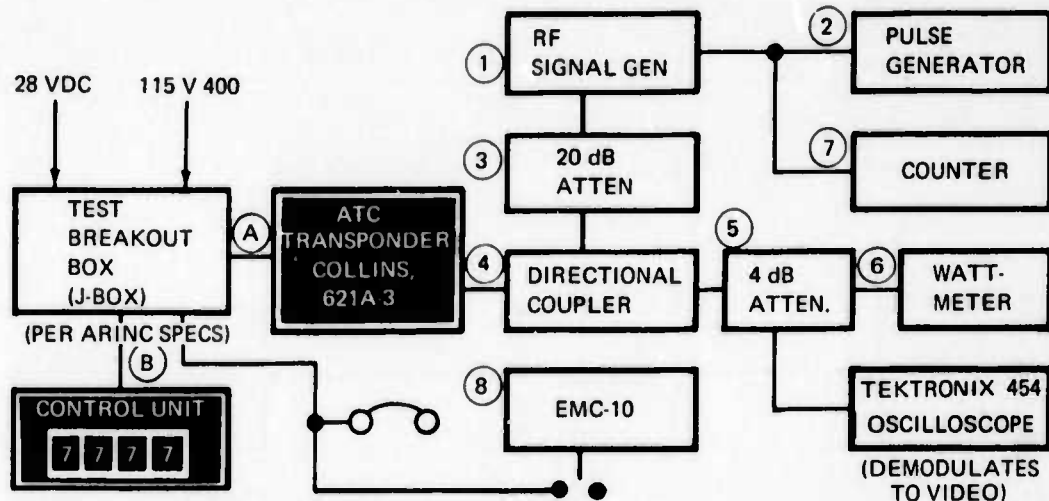 28 VDC
115 V 400
TEST
BREAKOUT
BOX
(J-BOX)
(PER ARINC SPECS)
A
B
CONTROL UNIT
7 7 7 7
ATC
TRANSPONDER
COLLINS,
621A-3
1
RF
SIGNAL GEN
2
PULSE
GENERATOR
3
20 dB
ATTEN
7
COUNTER
4
DIRECTIONAL
COUPLER
5
4 dB
ATTEN.
6
WATT-
METER
8
EMC-10
TEKTRONIX 454
OSCILLOSCOPE
(DEMODULATES
TO VIDEO)